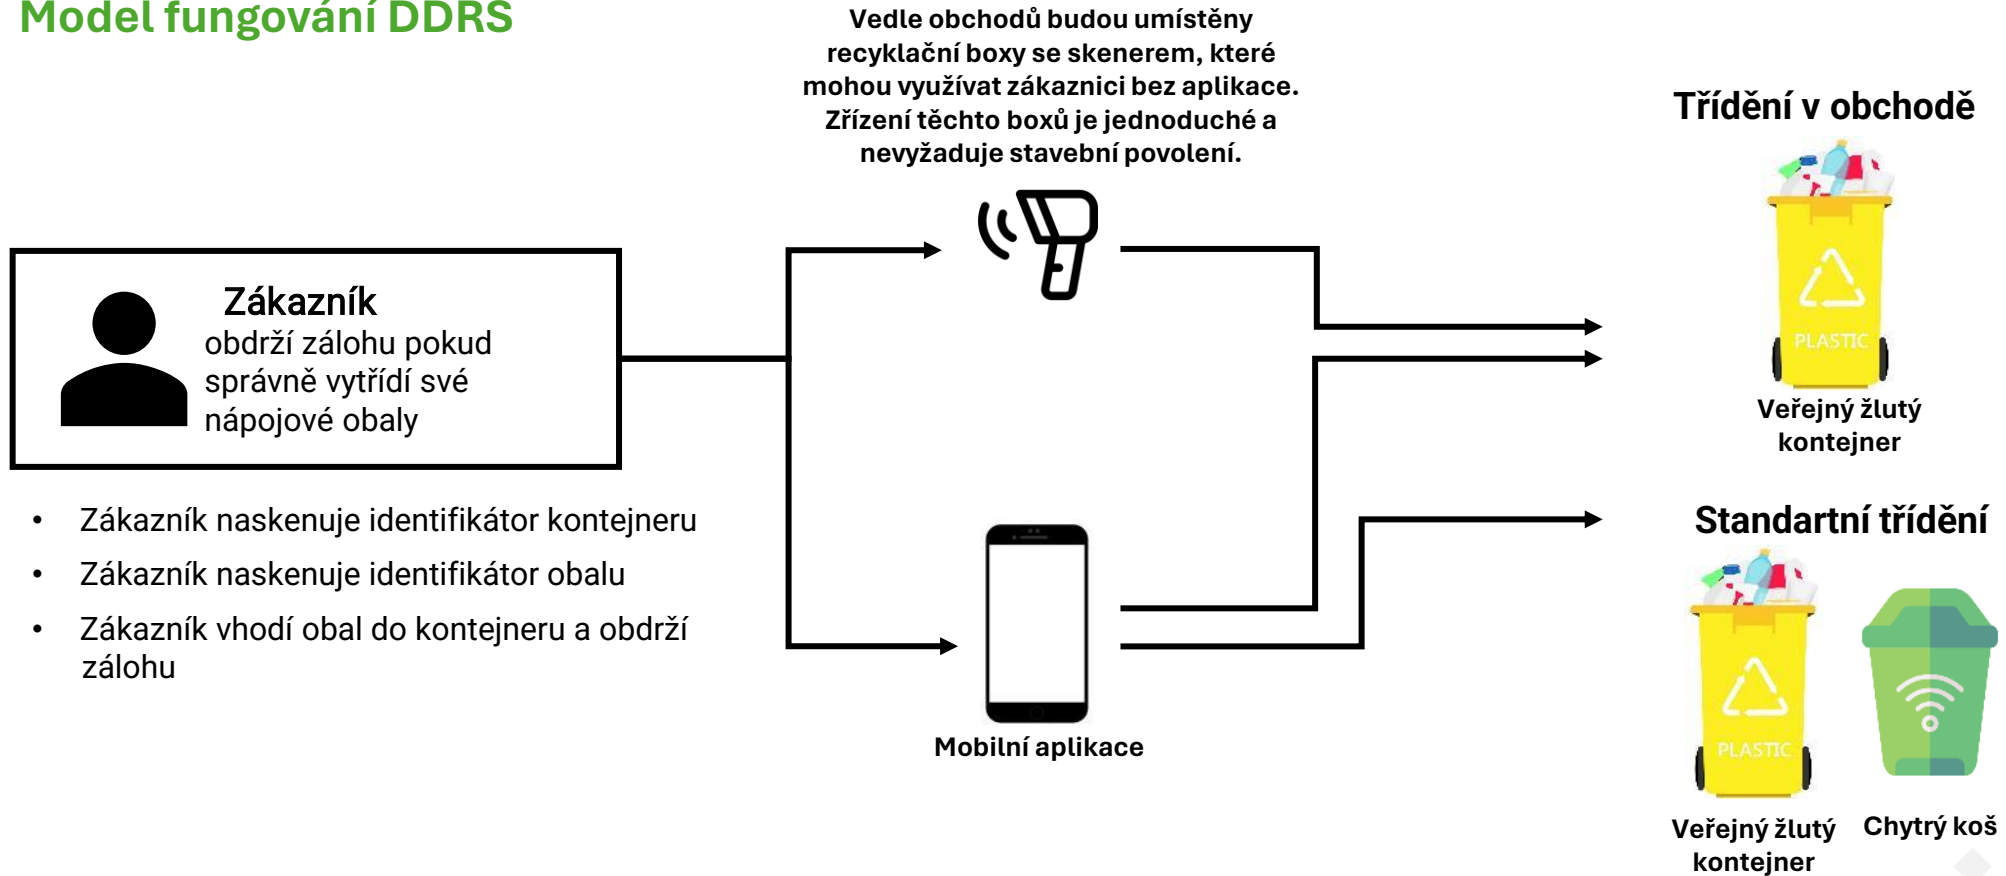 Model fungování DDRS
Vedle obchodů budou umístěny
recyklační boxy se skenerem, které
mohou využívat zákaznici bez aplikace.
Zřízení těchto boxů je jednoduché a
nevyžaduje stavební povolení.
Třídění v obchodě
PLASTIC
Veřejný žlutý
kontejner
Zákazník
obdrží zálohu pokud
správně vytřídí své
nápojové obaly
• Zákazník naskenuje identifikátor kontejneru
• Zákazník naskenuje identifikátor obalu
• Zákazník vhodí obal do kontejneru a obdrží
zálohu
Mobilní aplikace
Standartní třídění
PLASTIC
Veřejný žlutý
kontejner
Chytrý koš